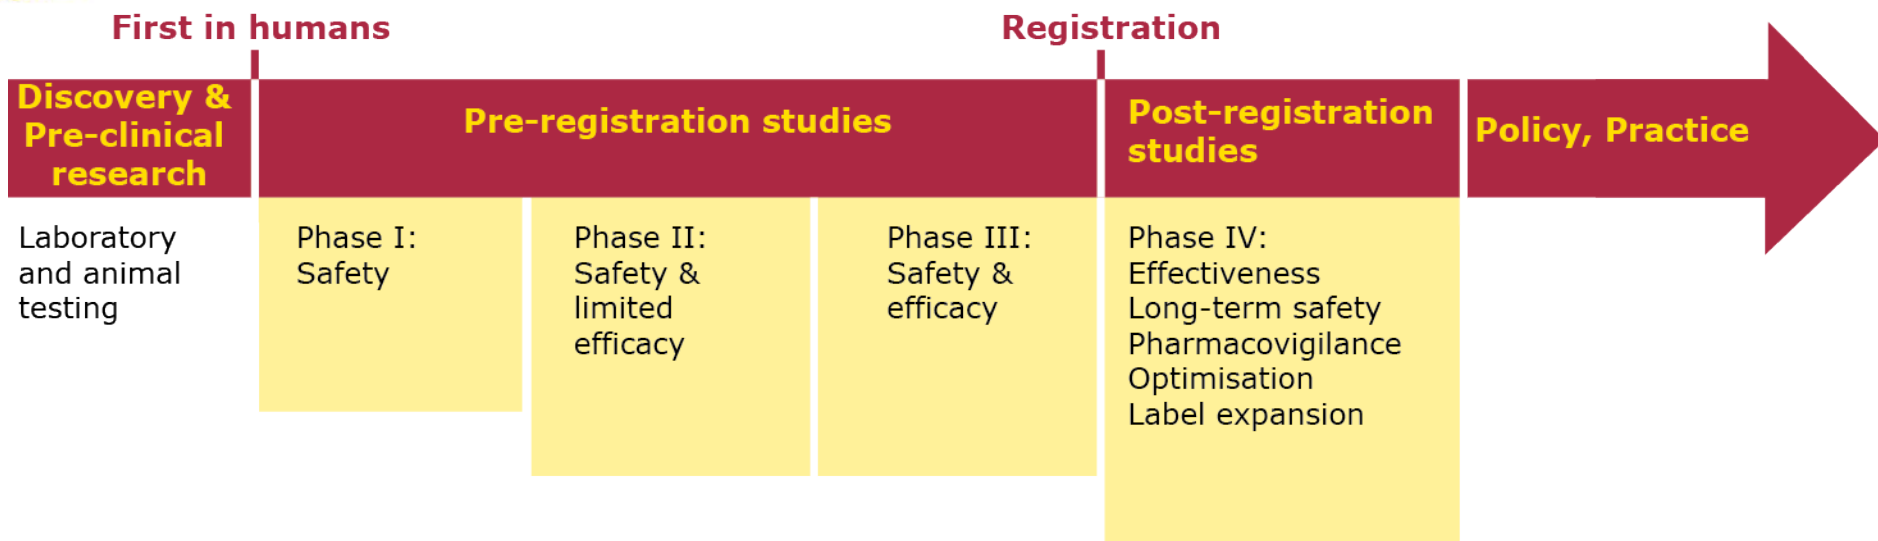 First in humans
Registration
Discovery &
Pre-clinical
research
Pre-registration studies
Post-registration
studies
Policy, Practice
Laboratory
and animal
testing
Phase I:
Safety
Phase II:
Safety &
limited
efficacy
Phase III:
Safety &
efficacy
Phase IV:
Effectiveness
Long-term safety
Pharmacovigilance
Optimisation
Label expansion